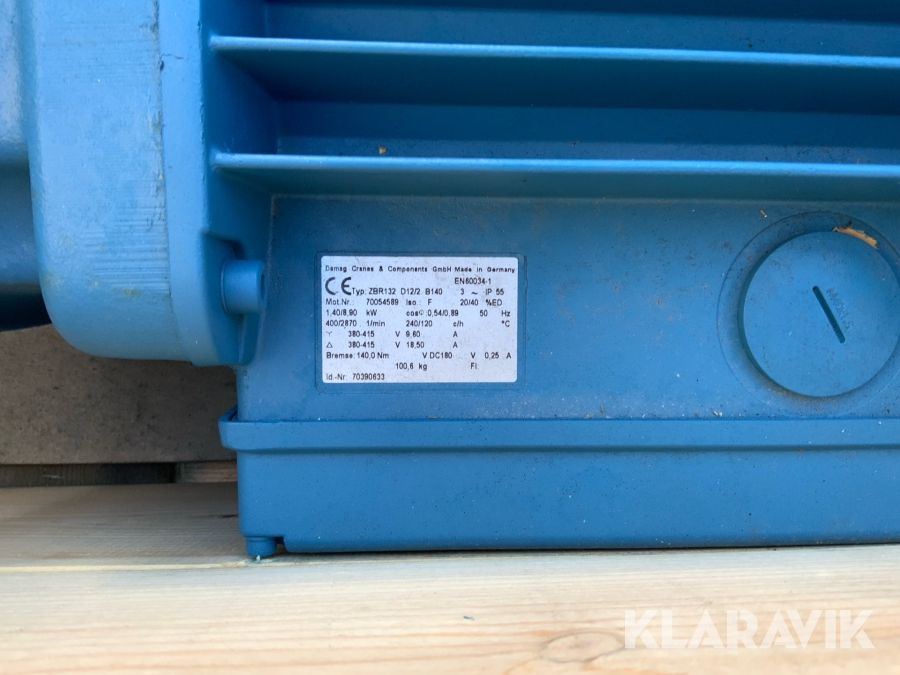 Demag Cranes & Components GmbH Made in Germany
CE Typ: ZBR132 D12/2 B140 EN60034-1 3 ~ IP 55
Mot.Nr.: 70054589 Iso.: F 20/40 %ED
1,40/8,90 kW cosφ 0,54/0,89 50 Hz
400/2870 1/min 240/120 c/h °C
Y 380-415 V 9,60 A
△ 380-415 V 18,50 A
Bremse: 140,0 Nm V DC180 V 0,25 A
100,6 kg Fl:
Id.-Nr: 70390633
KLARAVIK